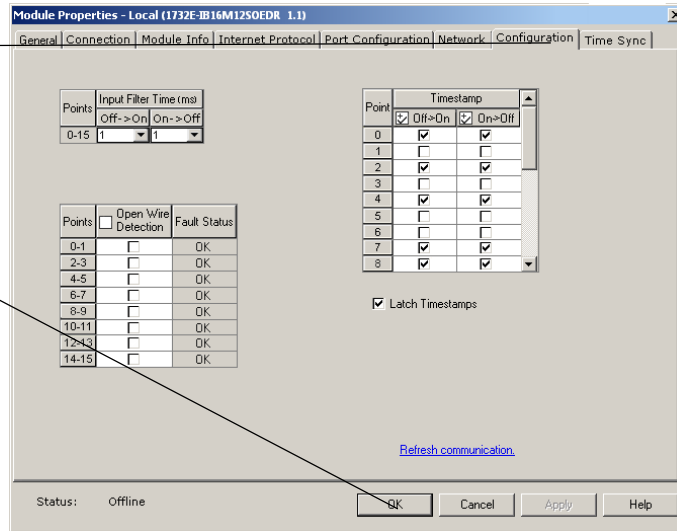 Module Properties - Local (1732E-IB16M12SOEDR 1.1)
General Connection Module Info Internet Protocol Port Configuration Network Configuration Time Sync
Points Input Filter Time (ms)
Off->On On->Off
0-15 1 1
Points Open Wire Detection Fault Status
0-1 OK
2-3 OK
4-5 OK
6-7 OK
8-9 OK
10-11 OK
12-13 OK
14-15 OK
Point Timestamp
Off->On On->Off
0
1
2
3
4
5
6
7
8
Latch Timestamps
Refresh communication.
Status: Offline
OK Cancel Apply Help